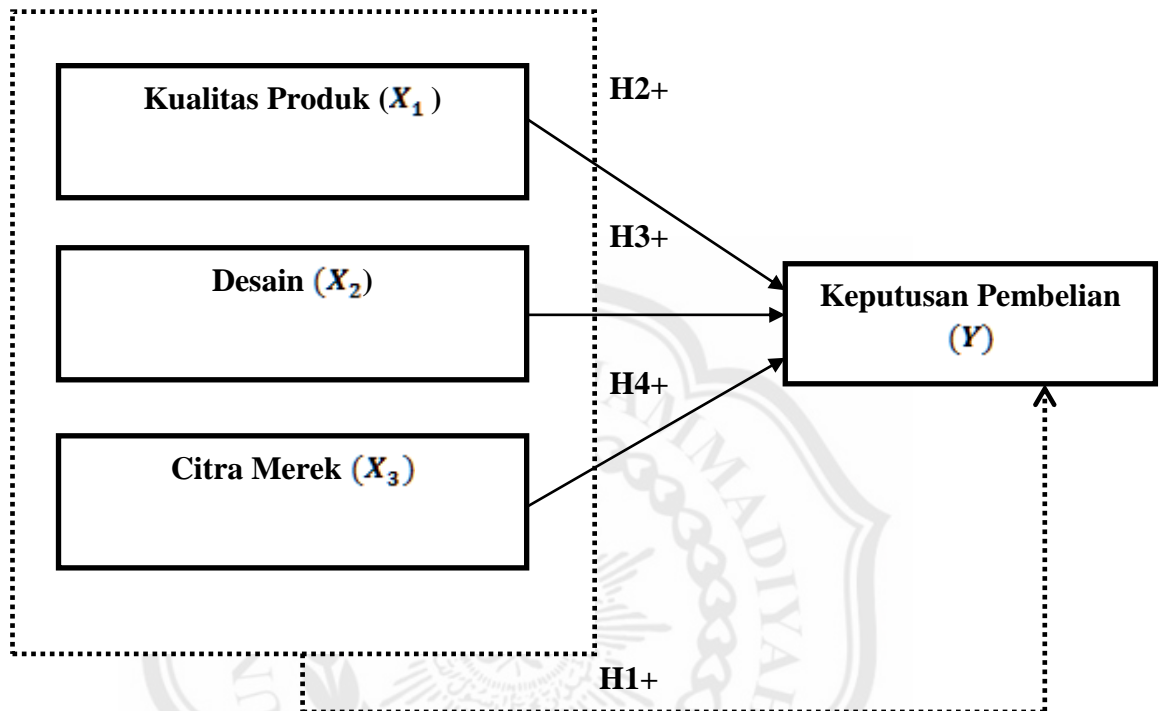 Kualitas Produk (X₁ )
H2+
H3+
Desain (X₂)
Keputusan Pembelian
(Y)
H4+
Citra Merek (X₃)
H1+